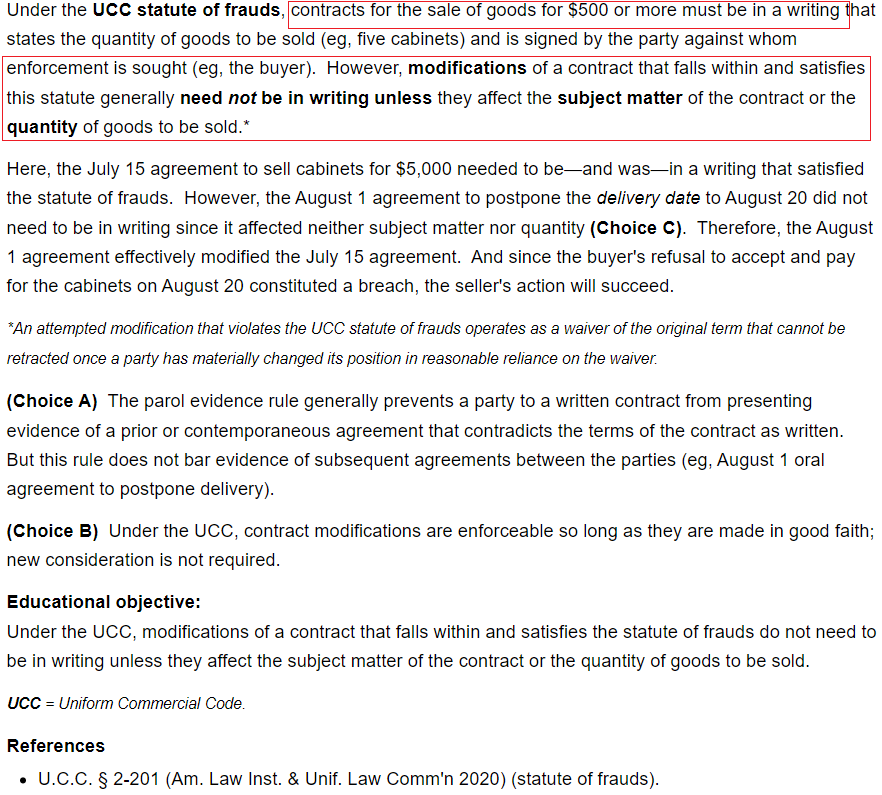 Under the UCC statute of frauds, contracts for the sale of goods for $500 or more must be in a writing that
states the quantity of goods to be sold (eg, five cabinets) and is signed by the party against whom
enforcement is sought (eg, the buyer). However, modifications of a contract that falls within and satisfies
this statute generally need not be in writing unless they affect the subject matter of the contract or the
quantity of goods to be sold.*
Here, the July 15 agreement to sell cabinets for $5,000 needed to be—and was—in a writing that satisfied
the statute of frauds. However, the August 1 agreement to postpone the delivery date to August 20 did not
need to be in writing since it affected neither subject matter nor quantity (Choice C). Therefore, the August
1 agreement effectively modified the July 15 agreement. And since the buyer's refusal to accept and pay
for the cabinets on August 20 constituted a breach, the seller's action will succeed.
*An attempted modification that violates the UCC statute of frauds operates as a waiver of the original term that cannot be
retracted once a party has materially changed its position in reasonable reliance on the waiver.
(Choice A) The parol evidence rule generally prevents a party to a written contract from presenting
evidence of a prior or contemporaneous agreement that contradicts the terms of the contract as written.
But this rule does not bar evidence of subsequent agreements between the parties (eg, August 1 oral
agreement to postpone delivery).
(Choice B) Under the UCC, contract modifications are enforceable so long as they are made in good faith;
new consideration is not required.
Educational objective:
Under the UCC, modifications of a contract that falls within and satisfies the statute of frauds do not need to
be in writing unless they affect the subject matter of the contract or the quantity of goods to be sold.
UCC = Uniform Commercial Code.
References
• U.C.C. § 2-201 (Am. Law Inst. & Unif. Law Comm'n 2020) (statute of frauds).